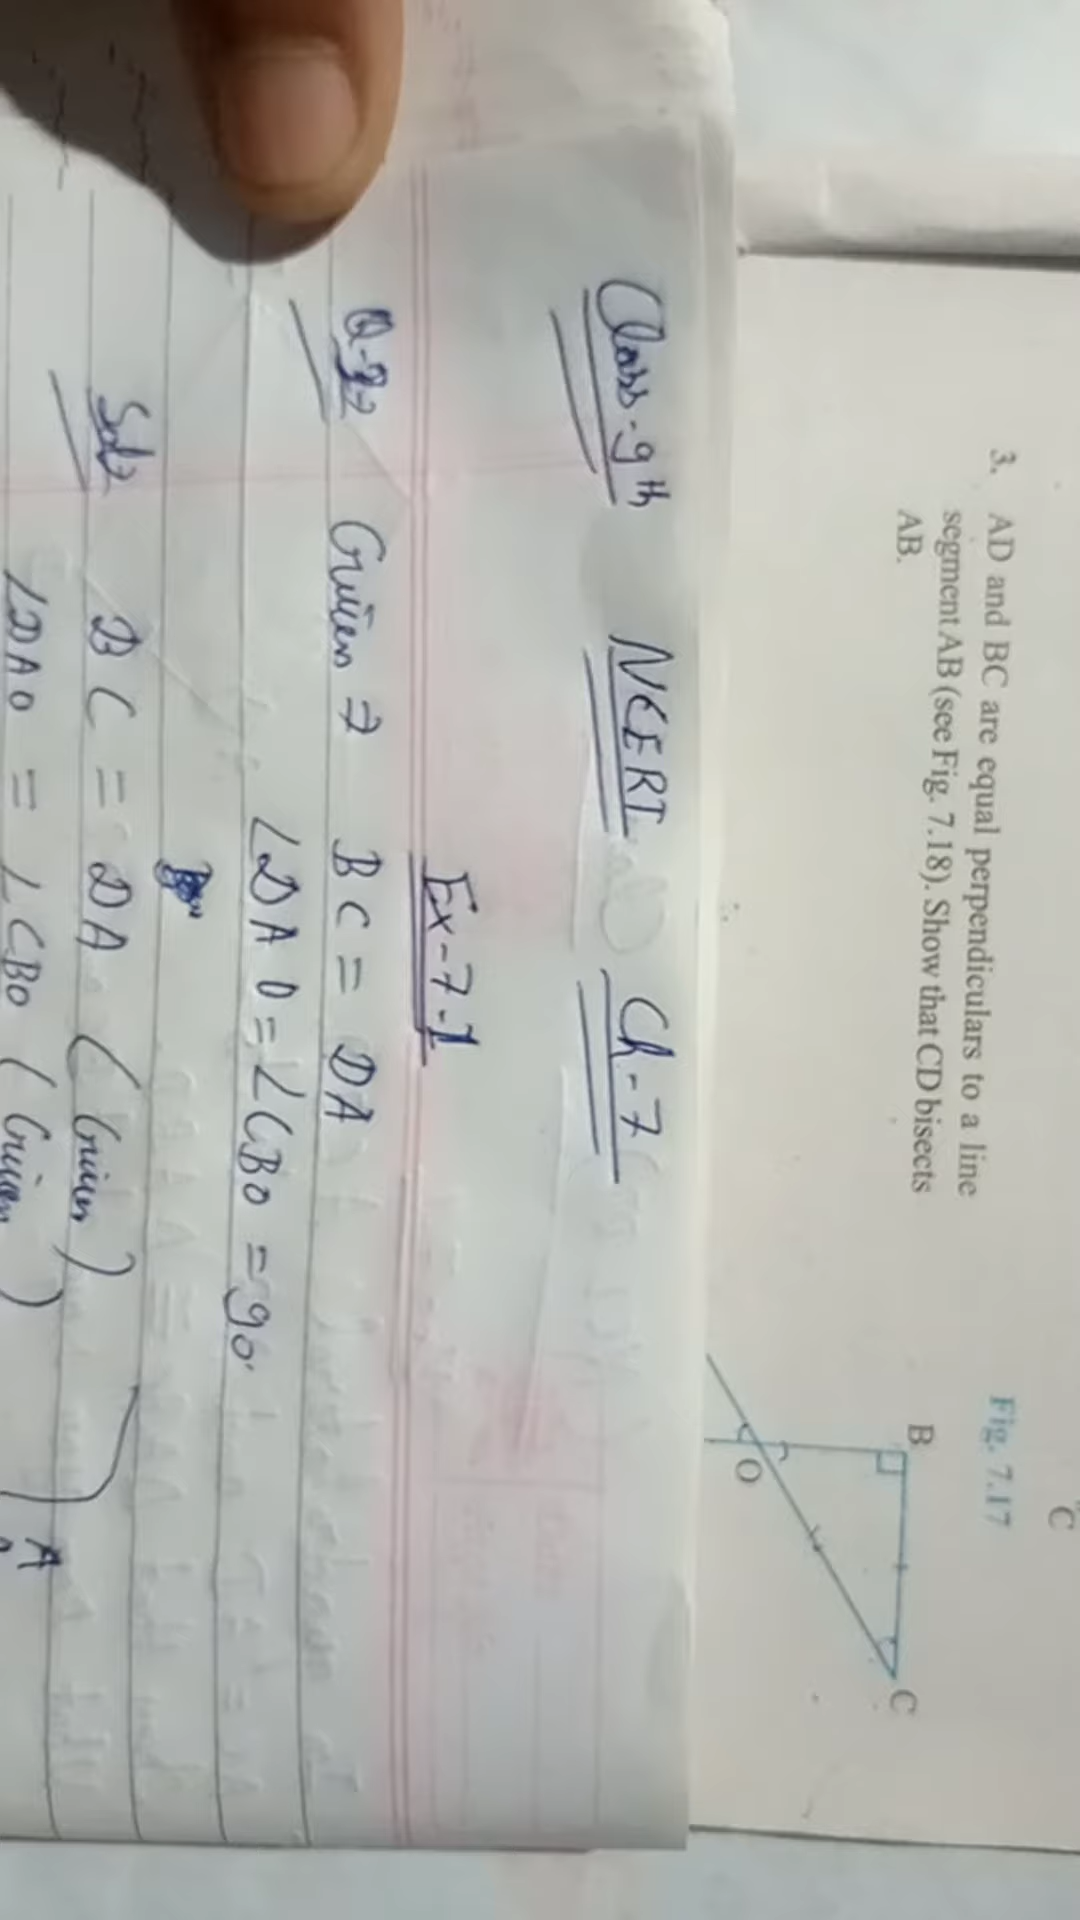 C
Fig. 7.17
3. AD and BC are equal perpendiculars to a line
segment AB (see Fig. 7.18). Show that CD bisects
AB.
B
C
O
Class-9th NCERT Ch-7
Ex-7.1
Given → BC = DA
∠DAO = ∠CBO = 90°
Sol→ BC = DA (Given)
∠DAO = ∠CBO (Given)
A